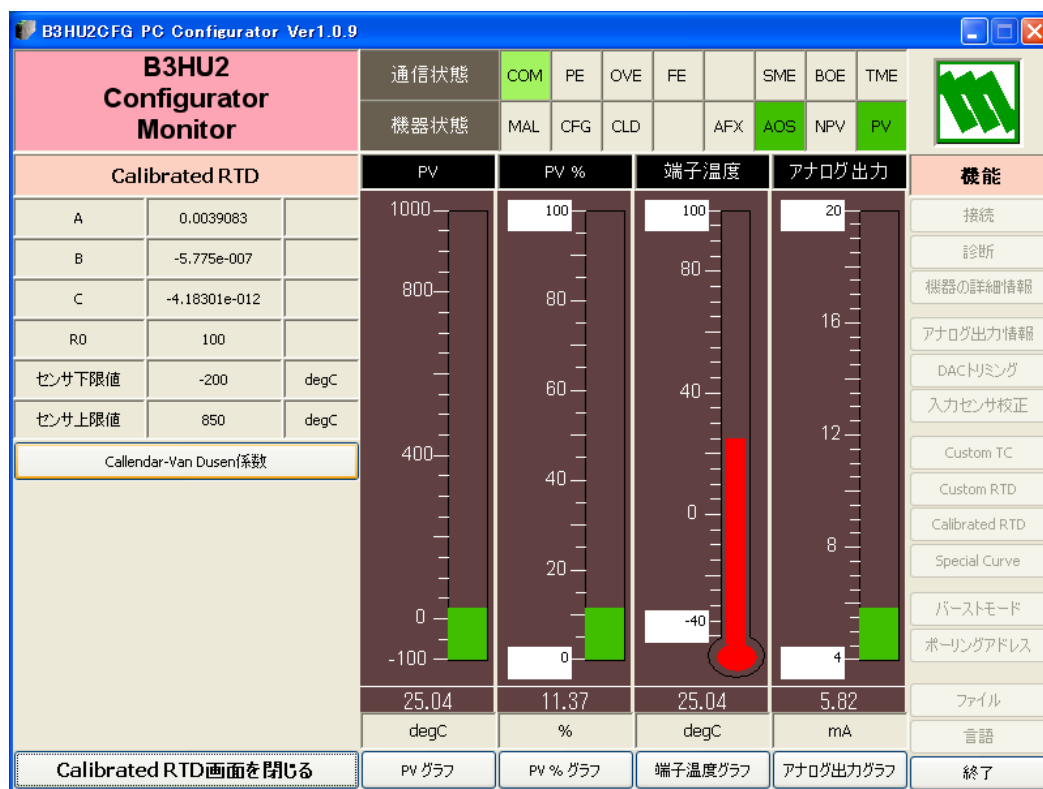 B3HU2CFG PC Configurator Ver1.0.9
B3HU2
Configurator
Monitor
通信状態 COM PE OVE FE SME BOE TME
機器状態 MAL CFG CLD AFX AOS NPV PV
Calibrated RTD
A 0.0039083
B -5.775e-007
C -4.18301e-012
R0 100
センサ下限値 -200 degC
センサ上限値 850 degC
Callendar-Van Dusen係数
Calibrated RTD画面を閉じる
PV
1000
800
400
0
-100
25.04
degC
PV グラフ
PV %
100
80
60
40
20
0
11.37
%
PV % グラフ
端子温度
100
80
40
0
-40
25.04
degC
端子温度グラフ
アナログ出力
20
16
12
8
4
5.82
mA
アナログ出力グラフ
機能
接続
診断
機器の詳細情報
アナログ出力情報
DACトリミング
入力センサ校正
Custom TC
Custom RTD
Calibrated RTD
Special Curve
バーストモード
ポーリングアドレス
ファイル
言語
終了